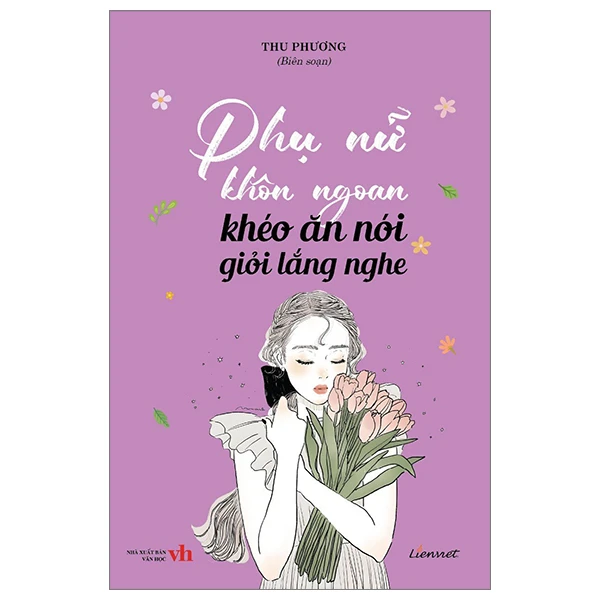 THU PHƯƠNG
(Biên soạn)
Phụ nữ
khôn ngoan
khéo ăn nói
giỏi lắng nghe
NHÀ XUẤT BẢN
VĂN HỌC
vh
Lienviet